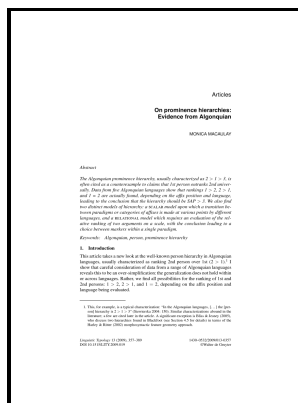 Articles
On prominence hierarchies:
Evidence from Algonquian
MONICA MACAULAY
Abstract
The Algonquian prominence hierarchy, usually characterized as 2 > 1 > 3, is
often cited as a counterexample to claims that 1st person outranks 2nd univer-
sally. Data from five Algonquian languages show that rankings 1 > 2, 2 > 1,
and 1 = 2 are actually found, depending on the affix position and language,
leading to the conclusion that the hierarchy should be SAP > 3. We also find
two distinct models of hierarchy: a SCALAR model upon which a transition be-
tween paradigms or categories of affixes is made at various points by different
languages, and a RELATIONAL model which requires an evaluation of the rela-
tive ranking of two arguments on a scale, with the conclusion leading to a
choice between markers within a single paradigm.
Keywords: Algonquian, person, prominence hierarchy
1. Introduction
This article takes a new look at the well-known person hierarchy in Algonquian
languages, usually characterized as ranking 2nd person over 1st (2 > 1).1 I
show that careful consideration of data from a range of Algonquian languages
reveals this to be an over-simplification: the generalization does not hold within
or across languages. Rather, we find all possibilities for the ranking of 1st and
2nd persons: 1 > 2, 2 > 1, and 1 = 2, depending on the affix position and
language being evaluated.
Linguistic Typology 13 (2009), 357–389
©Walter de Gruyter